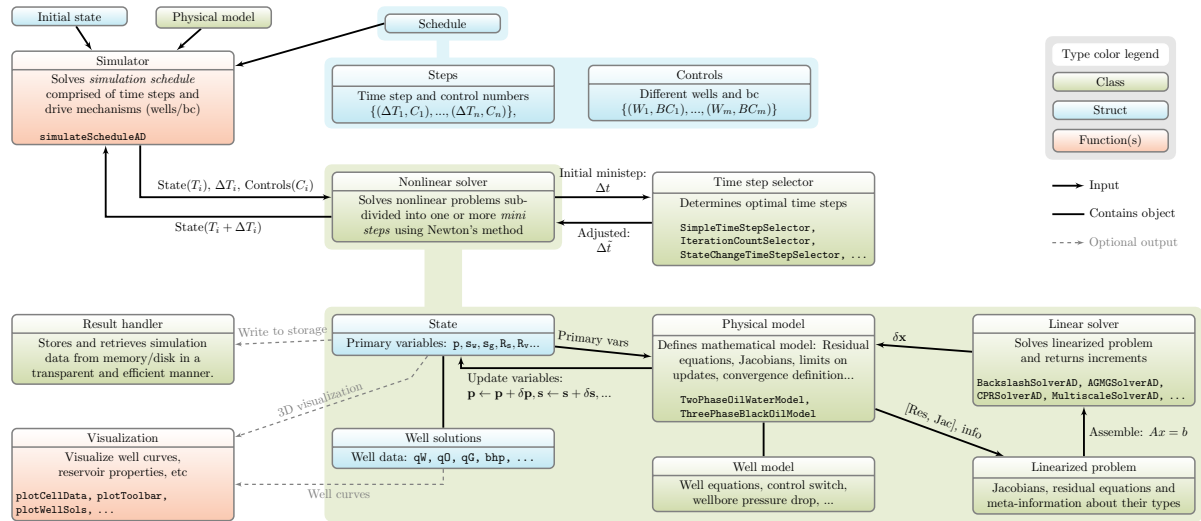 Initial state
Physical model
Schedule
Simulator
Solves simulation schedule
comprised of time steps and
drive mechanisms (wells/bc)
simulateScheduleAD
Steps
Time step and control numbers
{(ΔT₁, C₁), ..., (ΔTₙ, Cₙ)},
Controls
Different wells and bc
{(W₁, BC₁), ..., (Wₘ, BCₘ)}
Type color legend
Class
Struct
Function(s)
Input
Contains object
Optional output
State(Tᵢ), ΔTᵢ, Controls(Cᵢ)
State(Tᵢ + ΔTᵢ)
Nonlinear solver
Solves nonlinear problems sub-
divided into one or more mini
steps using Newton's method
Initial ministep:
Δt
Adjusted:
Δt̃
Time step selector
Determines optimal time steps
SimpleTimeStepSelector,
IterationCountSelector,
StateChangeTimeStepSelector, ...
Result handler
Stores and retrieves simulation
data from memory/disk in a
transparent and efficient manner.
Write to storage
3D visualization
State
Primary variables: p, s_w, s_g, R_s, R_v...
Primary vars
Update variables:
p ← p + δp, s ← s + δs, ...
Physical model
Defines mathematical model: Residual
equations, Jacobians, limits on
updates, convergence definition...
TwoPhaseOilWaterModel,
ThreePhaseBlackOilModel
δx
Linear solver
Solves linearized problem
and returns increments
BackslashSolverAD, AGMGSolverAD,
CPRSolverAD, MultiscaleSolverAD, ...
[Res, Jac], info
Assemble: Ax = b
Visualization
Visualize well curves,
reservoir properties, etc
plotCellData, plotToolbar,
plotWellSols, ...
Well curves
Well solutions
Well data: qW, qO, qG, bhp, ...
Well model
Well equations, control switch,
wellbore pressure drop, ...
Linearized problem
Jacobians, residual equations and
meta-information about their types